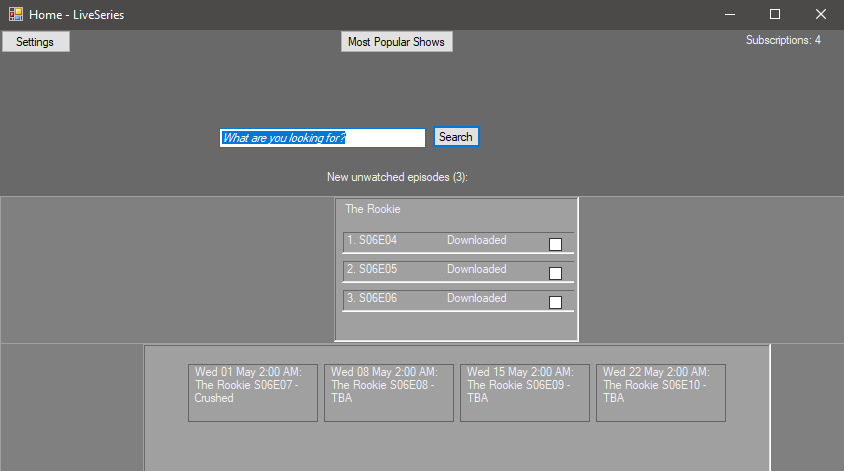 Home - LiveSeries
Settings
Most Popular Shows
Subscriptions: 4
What are you looking for?
Search
New unwatched episodes (3):
The Rookie
1. S06E04 Downloaded
2. S06E05 Downloaded
3. S06E06 Downloaded
Wed 01 May 2:00 AM:
The Rookie S06E07 -
Crushed
Wed 08 May 2:00 AM:
The Rookie S06E08 -
TBA
Wed 15 May 2:00 AM:
The Rookie S06E09 -
TBA
Wed 22 May 2:00 AM:
The Rookie S06E10 -
TBA